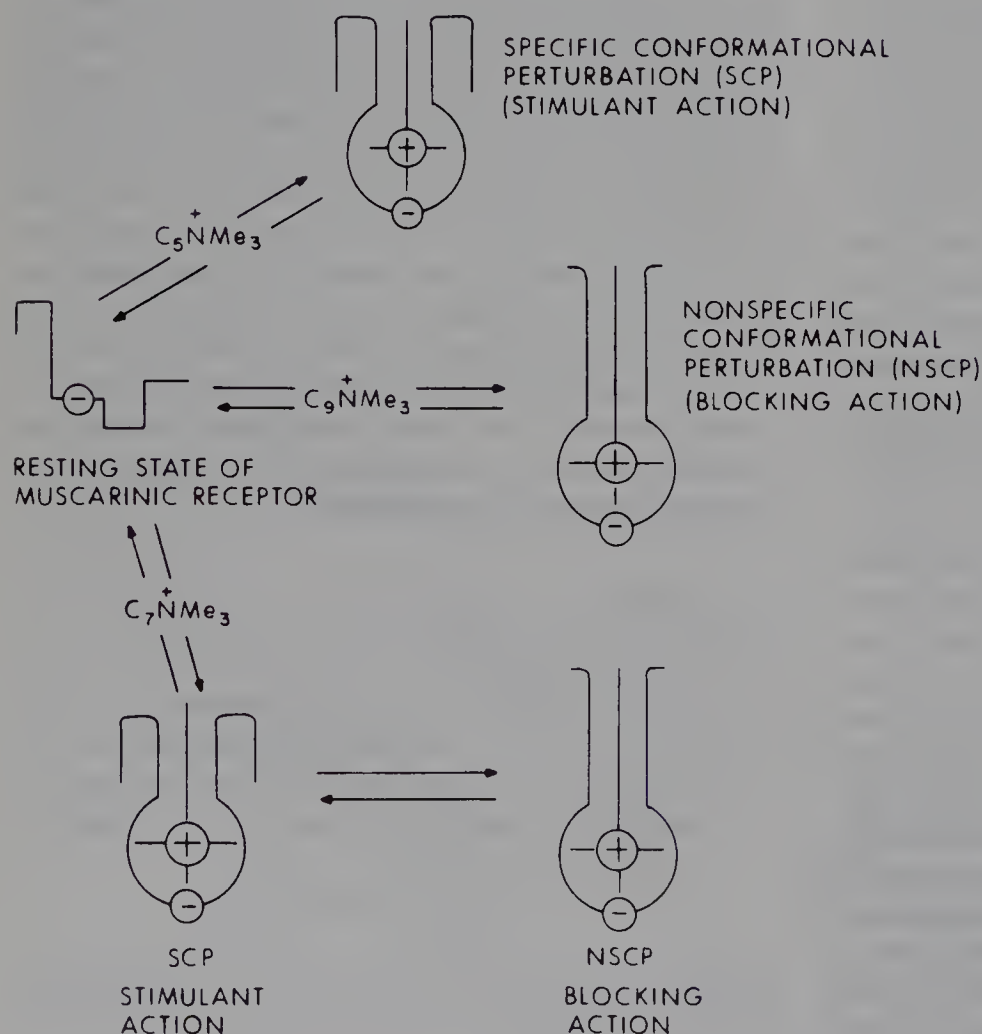 SPECIFIC CONFORMATIONAL
PERTURBATION (SCP)
(STIMULANT ACTION)
C₅N⁺Me₃
NONSPECIFIC
CONFORMATIONAL
PERTURBATION (NSCP)
(BLOCKING ACTION)
C₉N⁺Me₃
RESTING STATE OF
MUSCARINIC RECEPTOR
C₇N⁺Me₃
SCP
STIMULANT
ACTION
NSCP
BLOCKING
ACTION